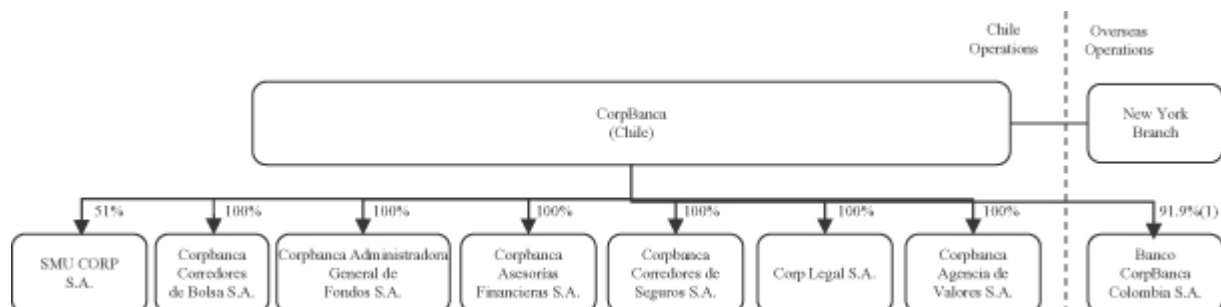 Chile
Operations
Overseas
Operations
CorpBanca
(Chile)
New York
Branch
51%
100%
100%
100%
100%
100%
100%
91.9%(1)
SMU CORP
S.A.
Corpbanca
Corredores
de Bolsa S.A.
Corpbanca Administradora
General de
Fondos S.A.
Corpbanca
Asesorias
Financieras S.A.
Corpbanca
Corredores de
Seguros S.A.
Corp Legal S.A.
Corpbanca
Agencia de
Valores S.A.
Banco
CorpBanca
Colombia S.A.